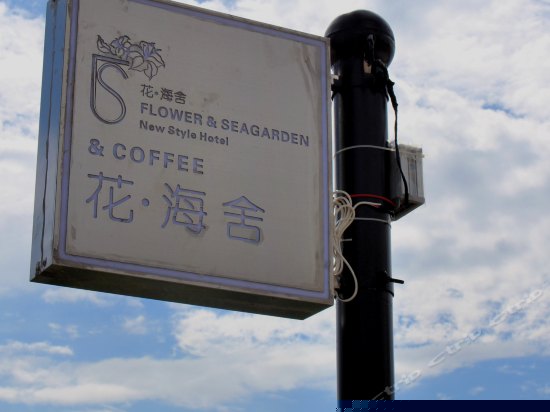 花·海舍
FLOWER & SEAGARDEN
New Style Hotel
& COFFEE
花·海舍